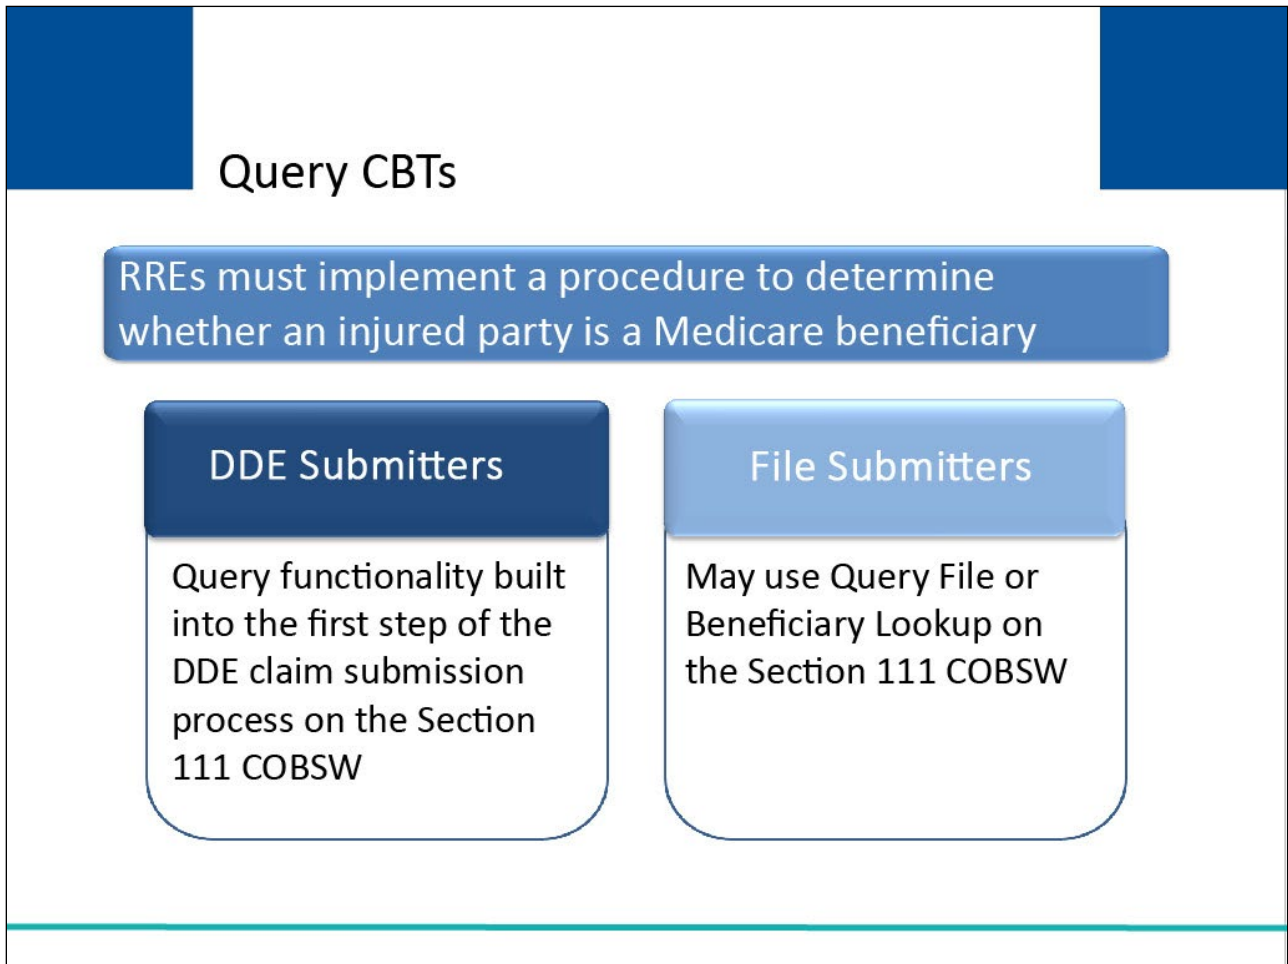 Query CBTs
RREs must implement a procedure to determine
whether an injured party is a Medicare beneficiary
DDE Submitters
Query functionality built
into the first step of the
DDE claim submission
process on the Section
111 COBSW
File Submitters
May use Query File or
Beneficiary Lookup on
the Section 111 COBSW